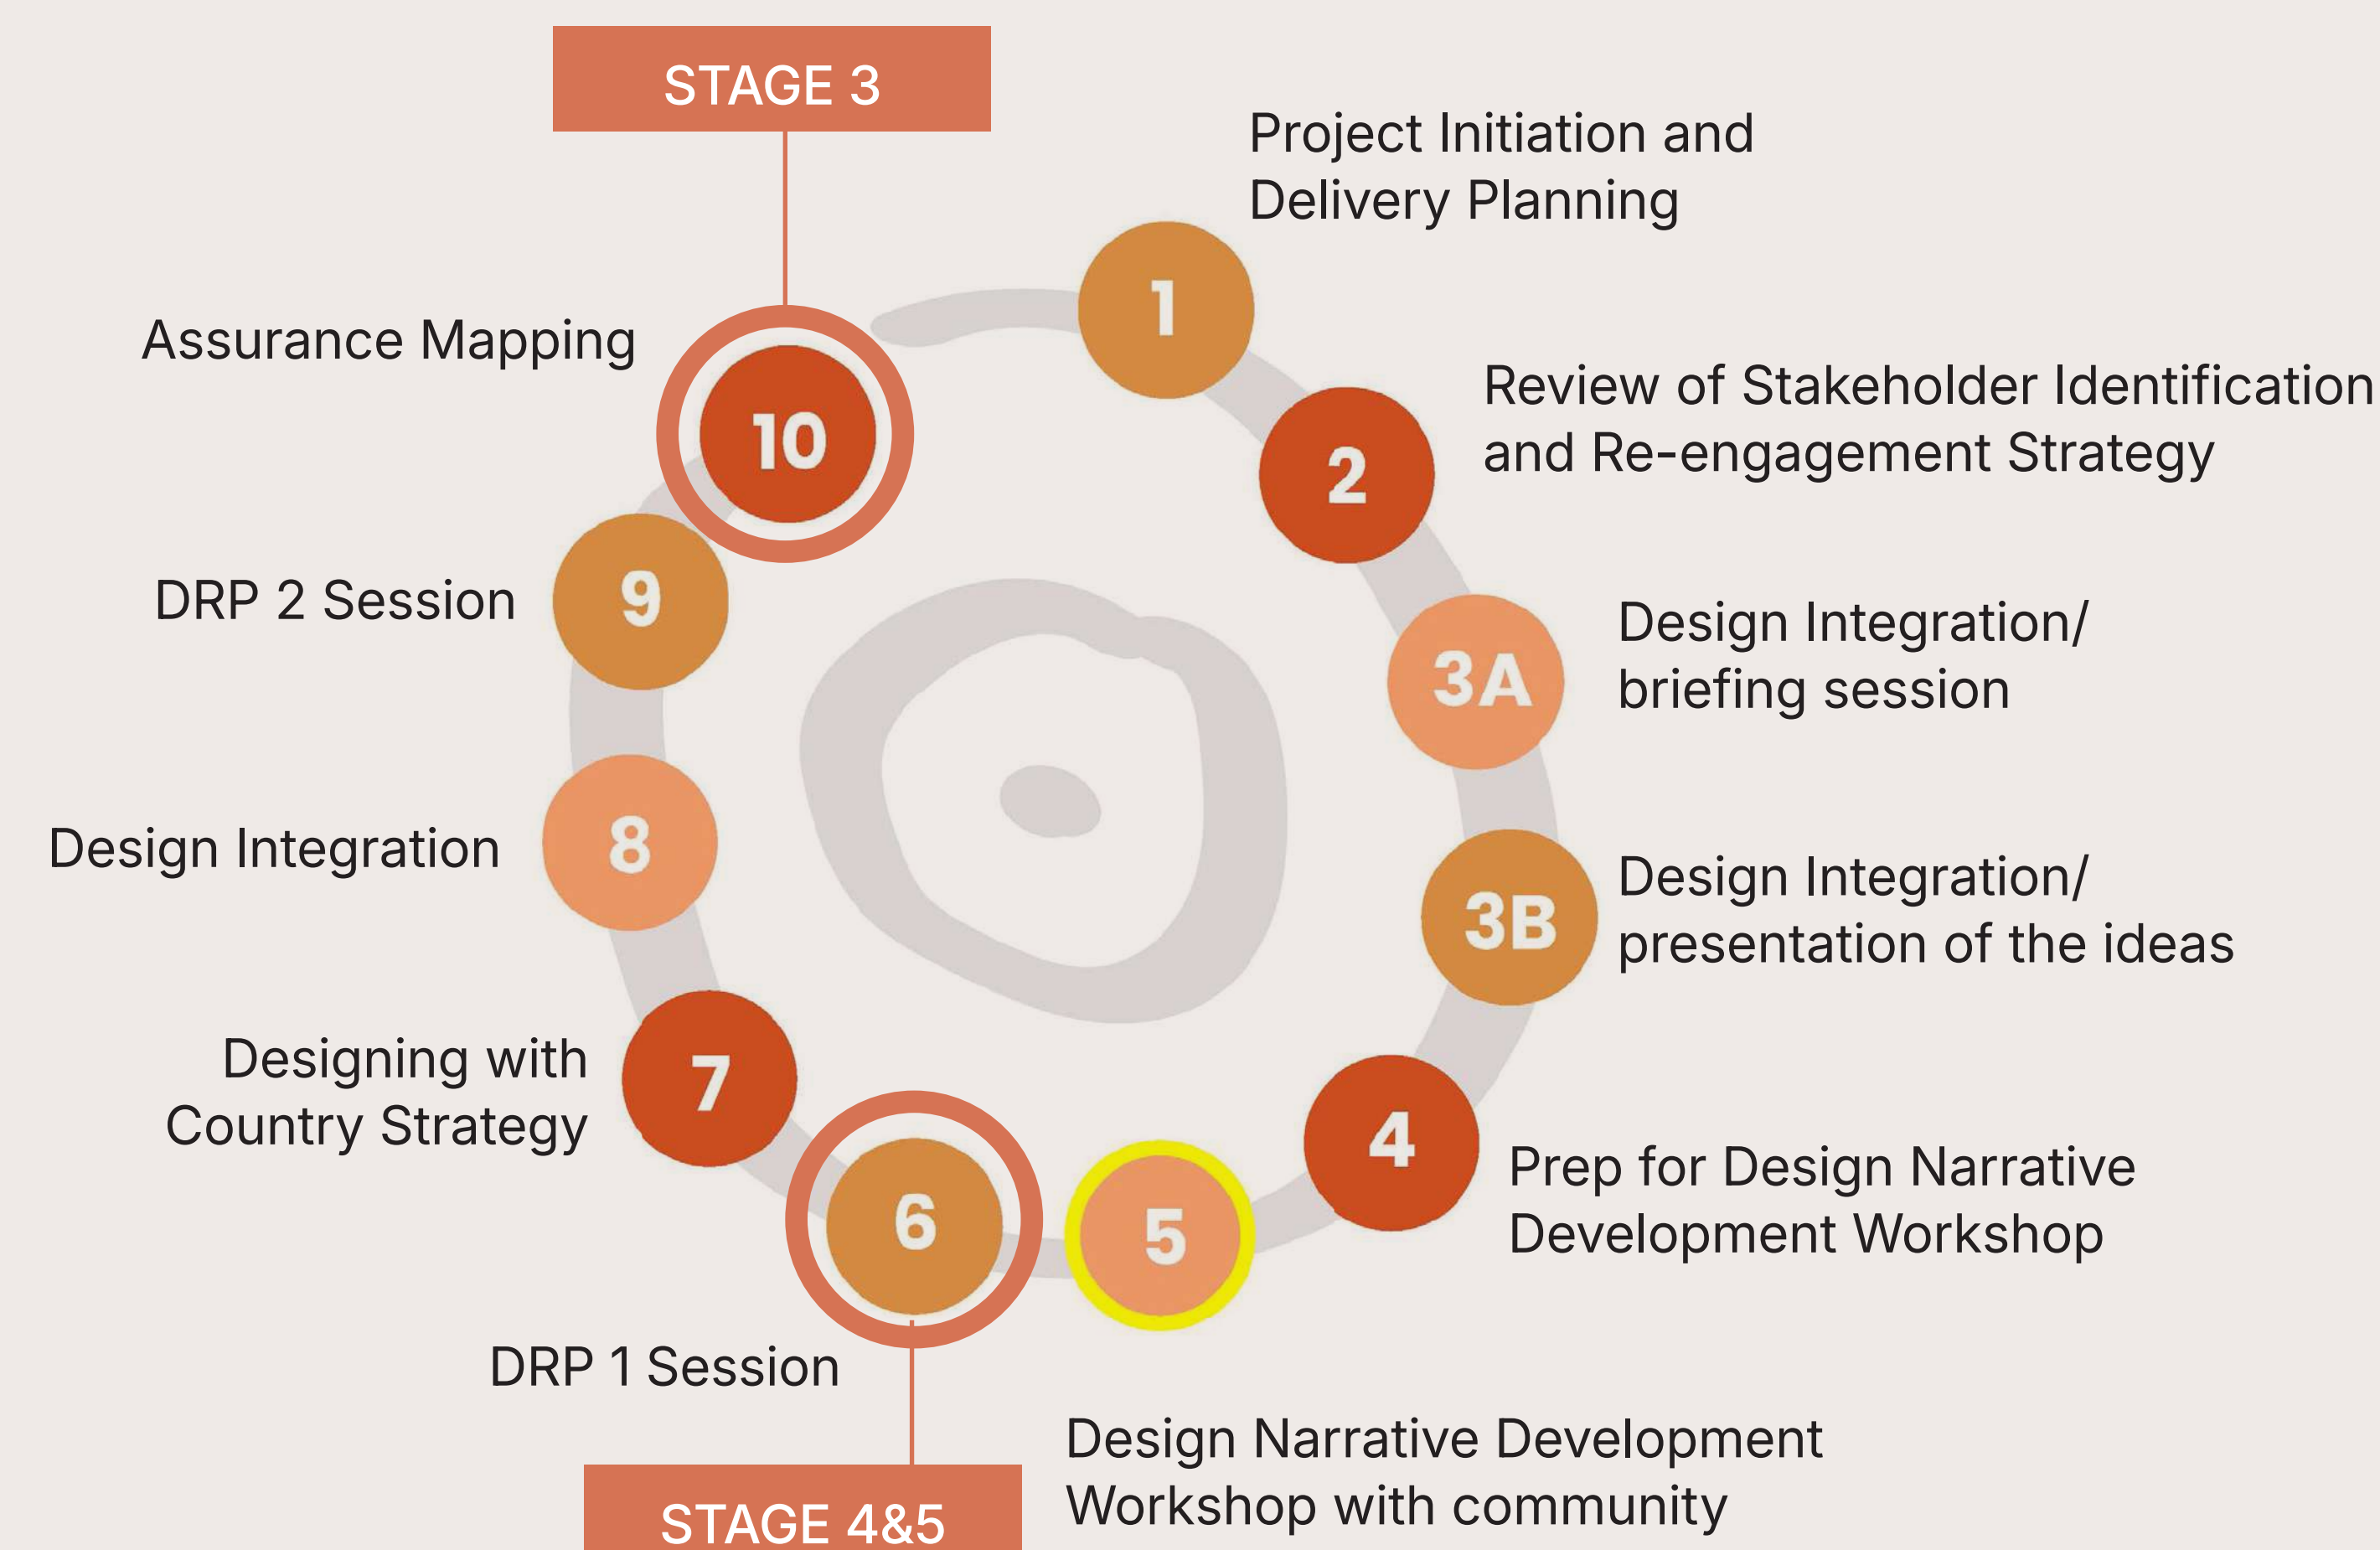 STAGE 3
1
Project Initiation and
Delivery Planning
2
Review of Stakeholder Identification
and Re-engagement Strategy
3A
Design Integration/
briefing session
3B
Design Integration/
presentation of the ideas
4
Prep for Design Narrative
Development Workshop
5
Design Narrative Development
Workshop with community
6
DRP 1 Session
STAGE 4&5
7
Designing with
Country Strategy
8
Design Integration
9
DRP 2 Session
10
Assurance Mapping